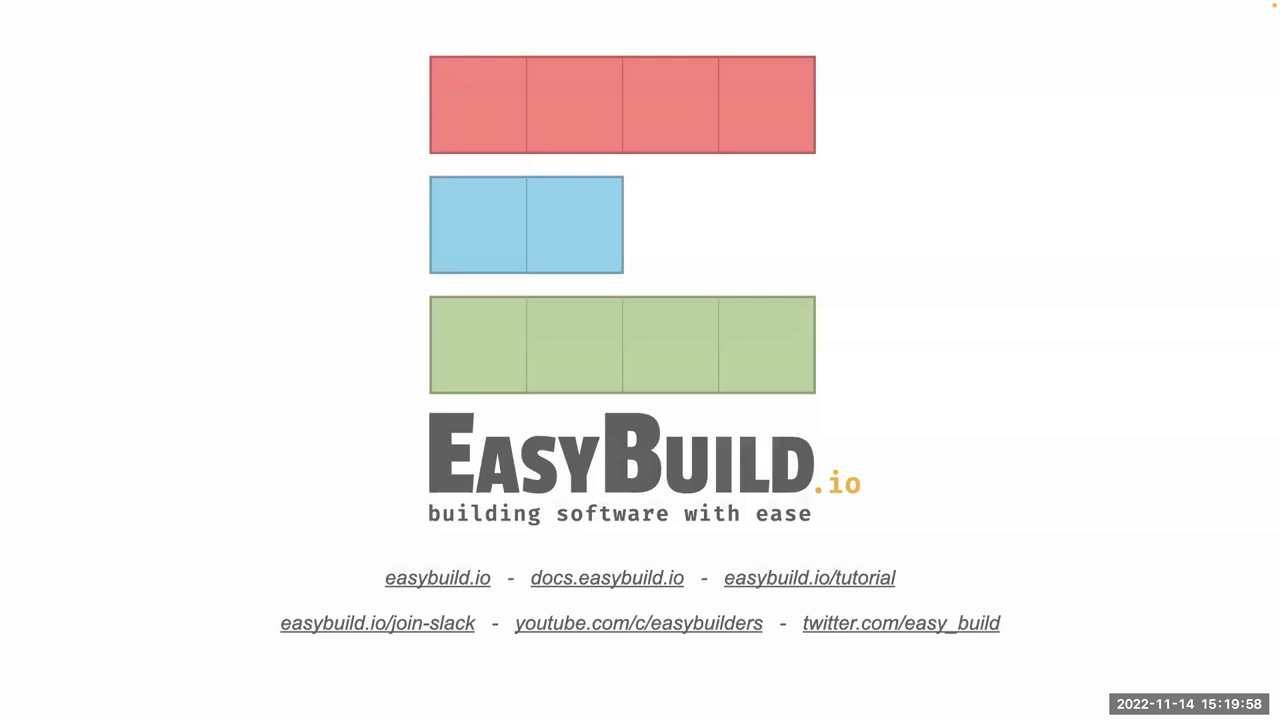 EASYBUILD.io
building software with ease
easybuild.io - docs.easybuild.io - easybuild.io/tutorial
easybuild.io/join-slack - youtube.com/c/easybuilders - twitter.com/easy_build
2022-11-14 15:19:58